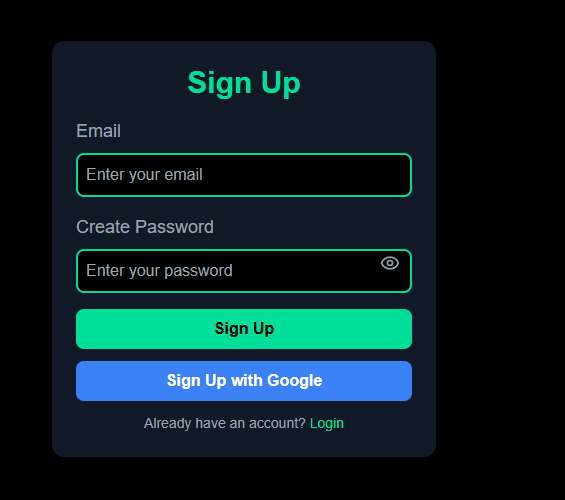 Sign Up
Email
Enter your email
Create Password
Enter your password
Sign Up
Sign Up with Google
Already have an account? Login